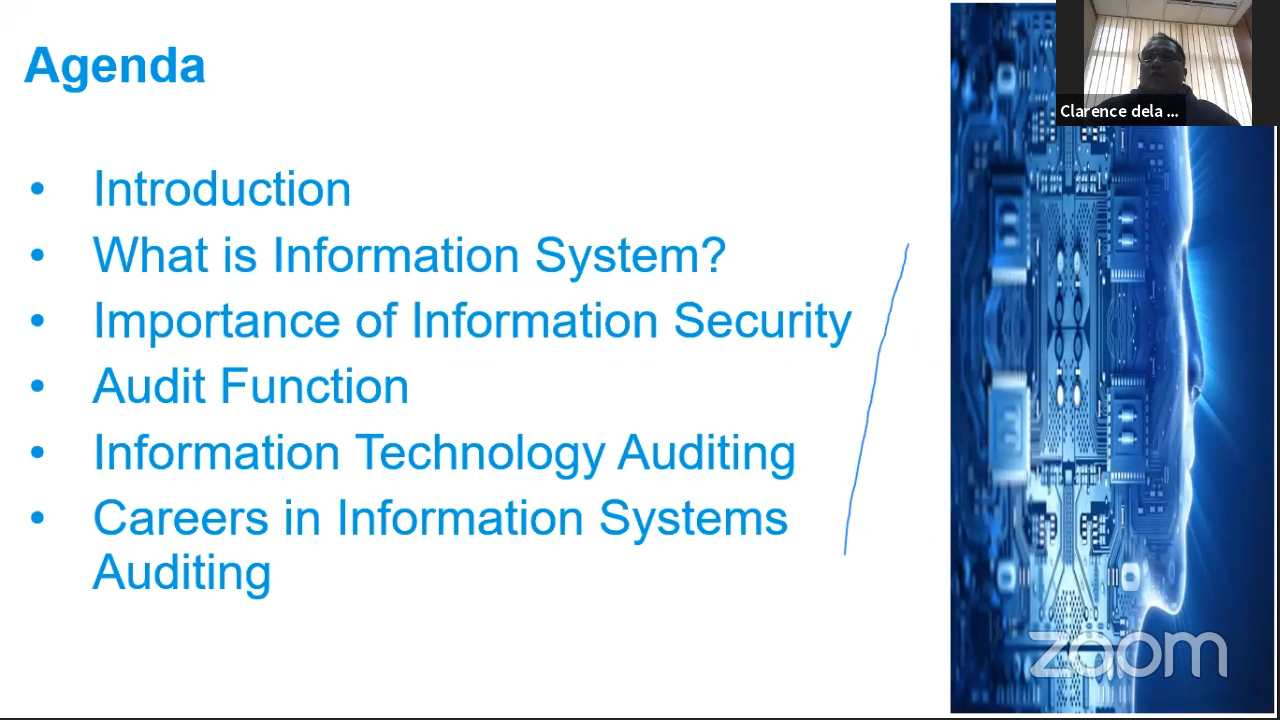 Agenda
• Introduction
• What is Information System?
• Importance of Information Security
• Audit Function
• Information Technology Auditing
• Careers in Information Systems
Auditing
Clarence dela ...
zoom